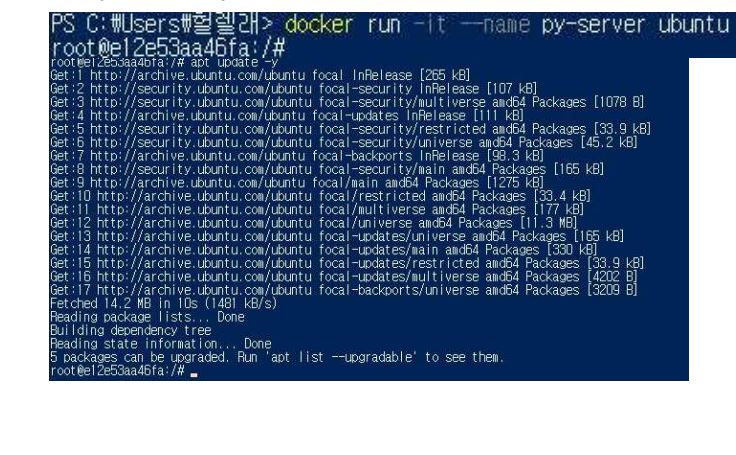 PS C:₩Users₩헐렐래> docker run -it --name py-server ubuntu
root@e12e53aa46fa:/#
root@e12e53aa46fa:/# apt update -y
Get:1 http://archive.ubuntu.com/ubuntu focal InRelease [265 kB]
Get:2 http://security.ubuntu.com/ubuntu focal-security InRelease [107 kB]
Get:3 http://security.ubuntu.com/ubuntu focal-security/multiverse amd64 Packages [1078 B]
Get:4 http://archive.ubuntu.com/ubuntu focal-updates InRelease [111 kB]
Get:5 http://security.ubuntu.com/ubuntu focal-security/restricted amd64 Packages [33.9 kB]
Get:6 http://security.ubuntu.com/ubuntu focal-security/universe amd64 Packages [45.2 kB]
Get:7 http://archive.ubuntu.com/ubuntu focal-backports InRelease [98.3 kB]
Get:8 http://security.ubuntu.com/ubuntu focal-security/main amd64 Packages [165 kB]
Get:9 http://archive.ubuntu.com/ubuntu focal/main amd64 Packages [1275 kB]
Get:10 http://archive.ubuntu.com/ubuntu focal/restricted amd64 Packages [33.4 kB]
Get:11 http://archive.ubuntu.com/ubuntu focal/multiverse amd64 Packages [177 kB]
Get:12 http://archive.ubuntu.com/ubuntu focal/universe amd64 Packages [11.3 MB]
Get:13 http://archive.ubuntu.com/ubuntu focal-updates/universe amd64 Packages [165 kB]
Get:14 http://archive.ubuntu.com/ubuntu focal-updates/main amd64 Packages [330 kB]
Get:15 http://archive.ubuntu.com/ubuntu focal-updates/restricted amd64 Packages [33.9 kB]
Get:16 http://archive.ubuntu.com/ubuntu focal-updates/multiverse amd64 Packages [4202 B]
Get:17 http://archive.ubuntu.com/ubuntu focal-backports/universe amd64 Packages [3209 B]
Fetched 14.2 MB in 10s (1481 kB/s)
Reading package lists... Done
Building dependency tree
Reading state information... Done
5 packages can be upgraded. Run 'apt list --upgradable' to see them.
root@e12e53aa46fa:/#